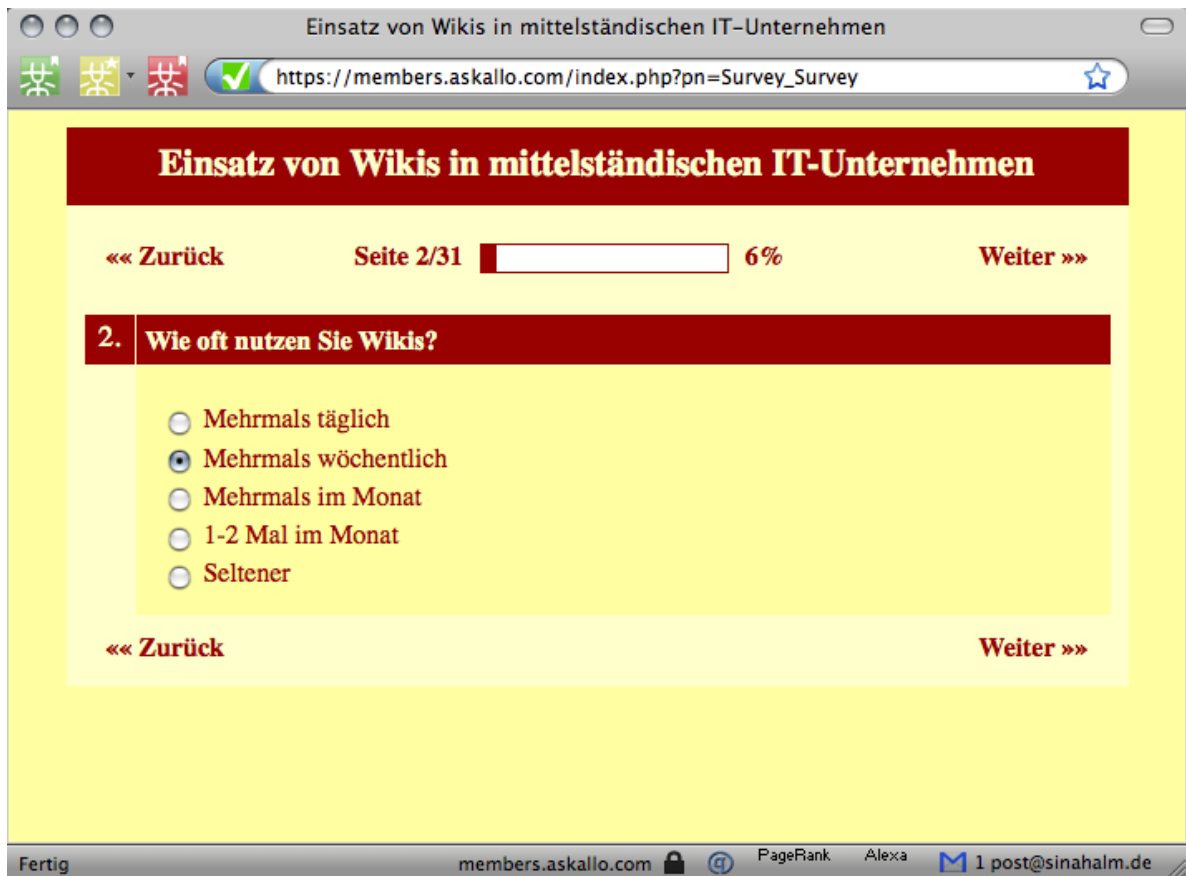 Einsatz von Wikis in mittelständischen IT-Unternehmen
https://members.askallo.com/index.php?pn=Survey_Survey
Einsatz von Wikis in mittelständischen IT-Unternehmen
«« Zurück Seite 2/31 6% Weiter »»
2. Wie oft nutzen Sie Wikis?
Mehrmals täglich
Mehrmals wöchentlich
Mehrmals im Monat
1-2 Mal im Monat
Seltener
«« Zurück Weiter »»
Fertig members.askallo.com PageRank Alexa 1 post@sinahalm.de